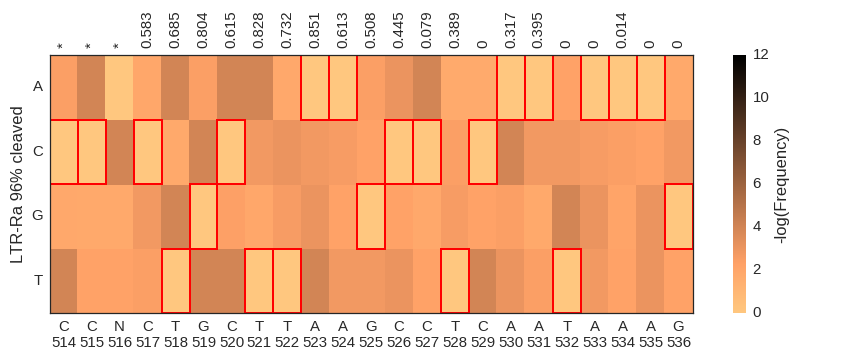 * * * 0.583 0.685 0.804 0.615 0.828 0.732 0.851 0.613 0.508 0.445 0.079 0.389 0 0.317 0.395 0 0 0.014 0 0
LTR-Ra 96% cleaved
A
C
G
T
C C N C T G C T T A A G C C T C A A T A A A G
514 515 516 517 518 519 520 521 522 523 524 525 526 527 528 529 530 531 532 533 534 535 536
12
10
8
6
4
2
0
-log(Frequency)